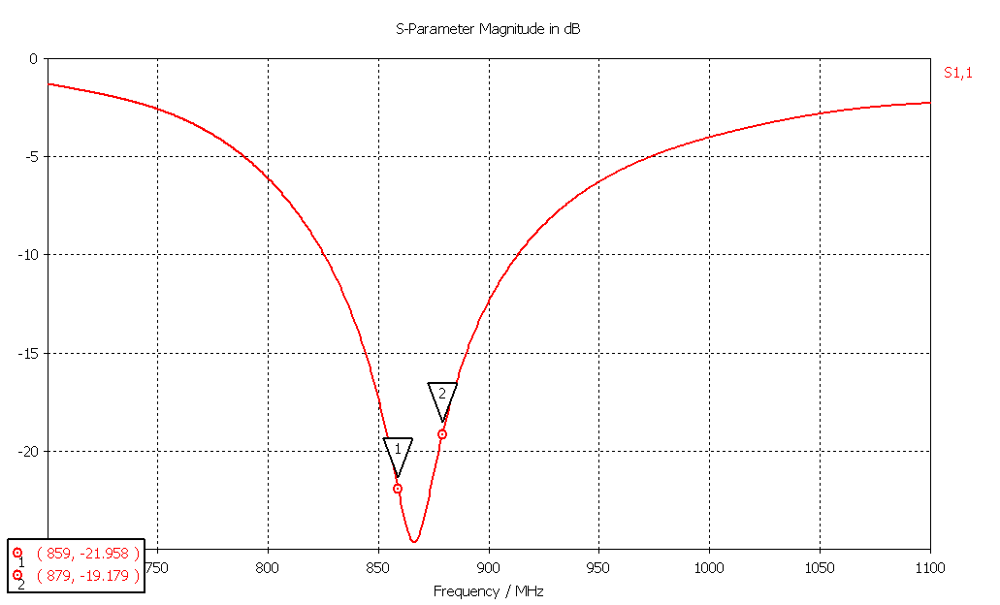 S-Parameter Magnitude in dB
0
S1,1
-5
-10
-15
2
1
-20
1 ( 859, -21.958 )
2 ( 879, -19.179 )
750 800 850 900 950 1000 1050 1100
Frequency / MHz